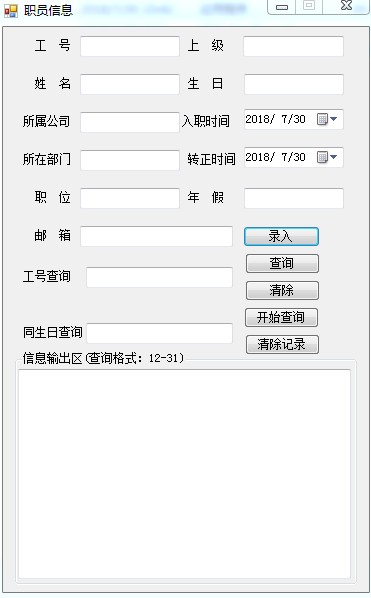 职员信息
工 号 上 级
姓 名 生 日
所属公司 入职时间 2018/ 7/30
所在部门 转正时间 2018/ 7/30
职 位 年 假
邮 箱 录入
查询
工号查询
清除
开始查询
同生日查询
清除记录
信息输出区(查询格式：12-31)